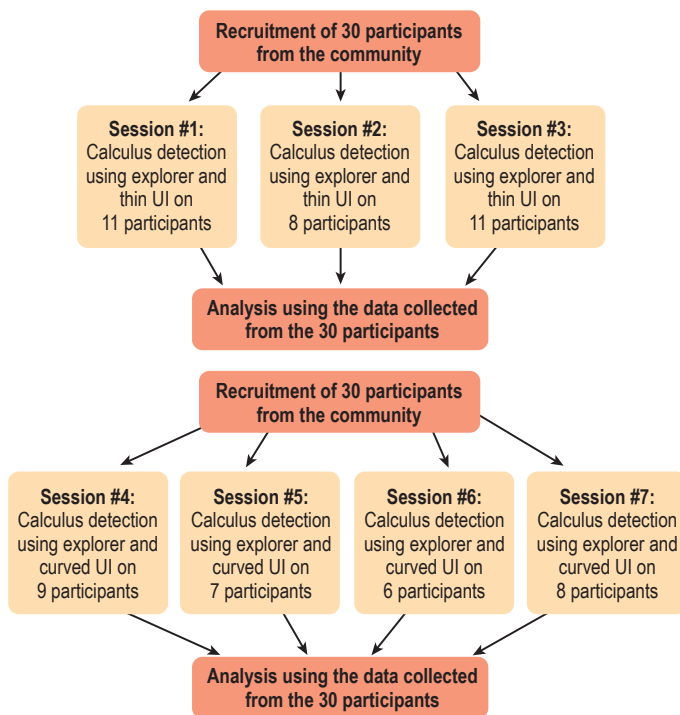 Recruitment of 30 participants
from the community
Session #1:
Calculus detection
using explorer and
thin UI on
11 participants
Session #2:
Calculus detection
using explorer and
thin UI on
8 participants
Session #3:
Calculus detection
using explorer and
thin UI on
11 participants
Analysis using the data collected
from the 30 participants
Recruitment of 30 participants
from the community
Session #4:
Calculus detection
using explorer and
curved UI on
9 participants
Session #5:
Calculus detection
using explorer and
curved UI on
7 participants
Session #6:
Calculus detection
using explorer and
curved UI on
6 participants
Session #7:
Calculus detection
using explorer and
curved UI on
8 participants
Analysis using the data collected
from the 30 participants